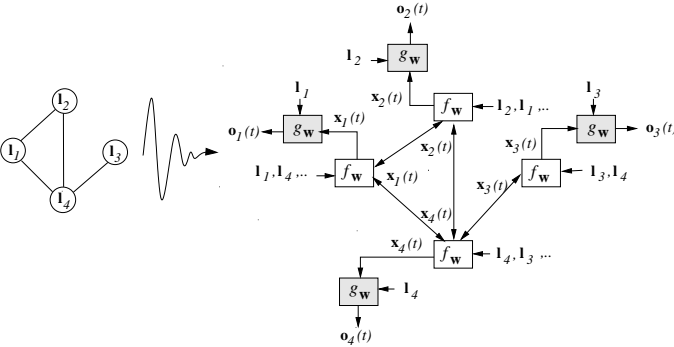 o2(t)
l2
gw
l1
l3
l2
x2(t)
fw
l2, l1,..
o1(t)
gw
x1(t)
gw
o3(t)
l1
l3
x2(t)
x3(t)
l1, l4,..
fw
x1(t)
x3(t)
fw
l3, l4
l4
x4(t)
x4(t)
fw
l4, l3,..
gw
l4
o4(t)